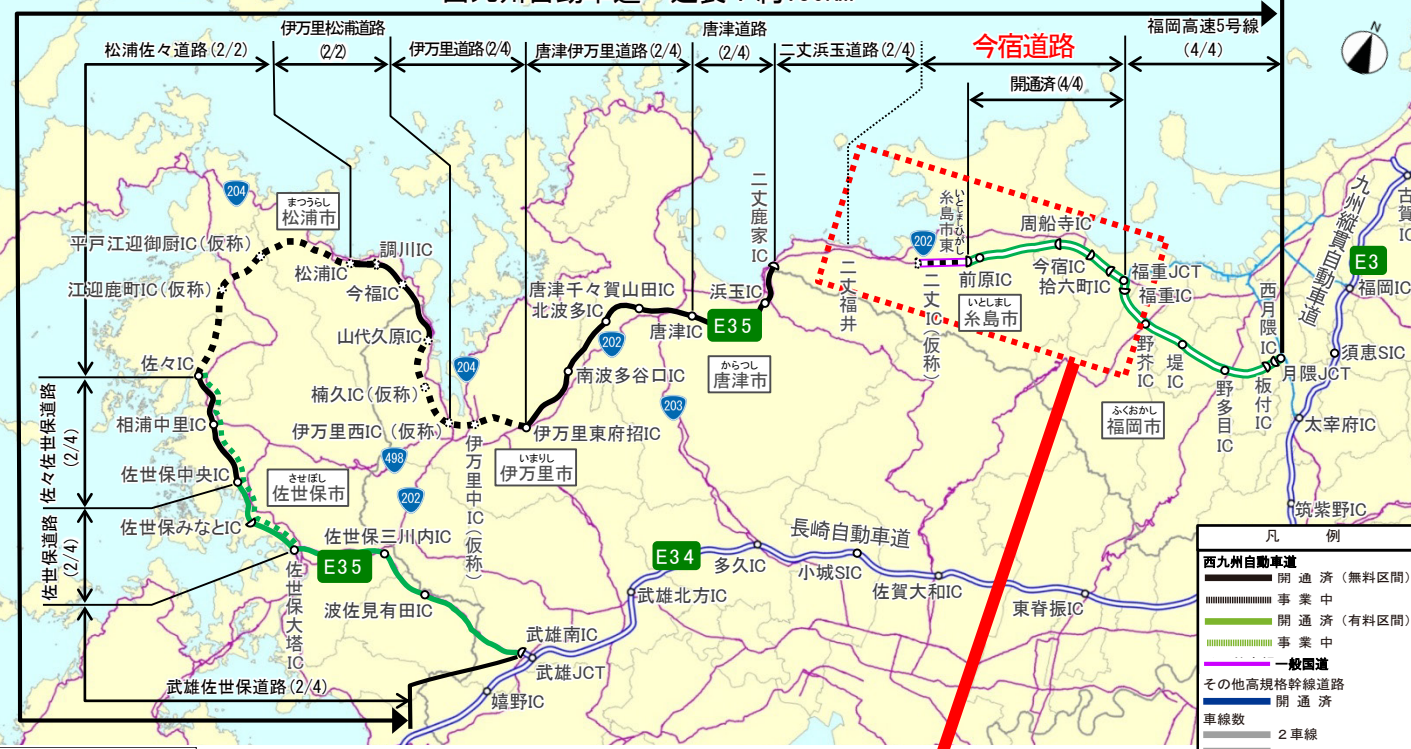 松浦佐々道路(2/2)
伊万里松浦道路
(2/2)
伊万里道路(2/4)
唐津伊万里道路(2/4)
唐津道路
(2/4)
二丈浜玉道路(2/4)
今宿道路
開通済(4/4)
福岡高速5号線
(4/4)
N
204
まつうらし
松浦市
平戸江迎御厨IC(仮称)
松浦IC
調川IC
今福IC
江迎鹿町IC(仮称)
山代久原IC
佐々IC
楠久IC(仮称)
204
伊万里西IC(仮称)
伊万里中IC(仮称)
伊万里東府招IC
いまりし
伊万里市
唐津千々賀山田IC
北波多IC
202
南波多谷口IC
唐津IC
E35
浜玉IC
からつし
唐津市
203
二丈鹿家IC
二丈福井
202
二丈IC(仮称)
いとしまひがし
糸島市東
前原IC
いとしまし
糸島市
周船寺IC
今宿IC
拾六町IC
福重JCT
福重IC
野芥IC
堤IC
野多目IC
板付IC
西月隈IC
月隈JCT
ふくおかし
福岡市
九州縦貫自動車道
E3
福岡IC
須恵SIC
太宰府IC
筑紫野IC
佐々佐世保道路
(2/4)
相浦中里IC
佐世保中央IC
させぼし
佐世保市
498
202
佐世保道路
(2/4)
佐世保みなとIC
佐世保三川内IC
E35
佐世保大塔IC
波佐見有田IC
武雄佐世保道路(2/4)
武雄南IC
武雄JCT
嬉野IC
武雄北方IC
E34
多久IC
長崎自動車道
小城SIC
佐賀大和IC
東脊振IC
凡 例
西九州自動車道
開通済(無料区間)
事業中
開通済(有料区間)
事業中
一般国道
その他高規格幹線道路
開通済
車線数
2車線